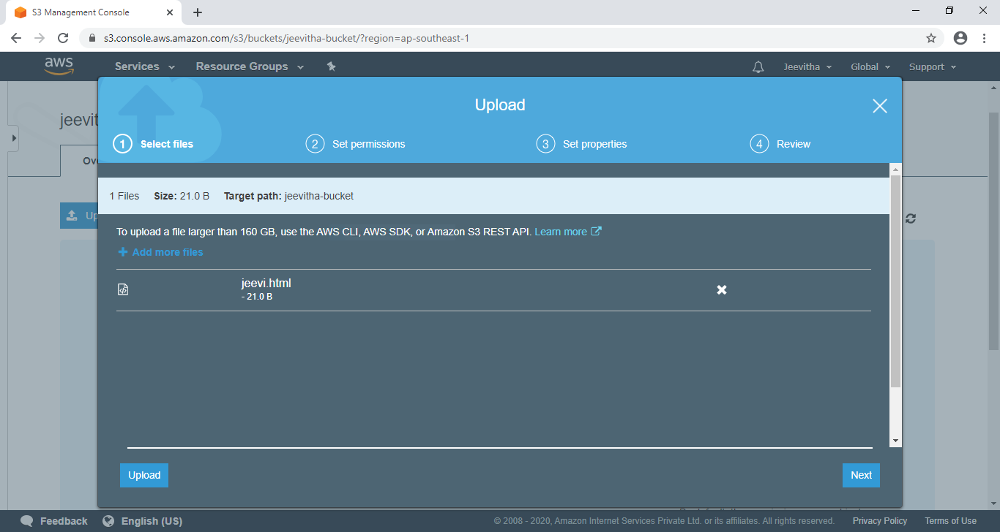 S3 Management Console
s3.console.aws.amazon.com/s3/buckets/jeevitha-bucket/?region=ap-southeast-1
aws Services Resource Groups Jeevitha Global Support
Upload
1 Select files 2 Set permissions 3 Set properties 4 Review
1 Files Size: 21.0 B Target path: jeevitha-bucket
To upload a file larger than 160 GB, use the AWS CLI, AWS SDK, or Amazon S3 REST API. Learn more
Add more files
jeevi.html
- 21.0 B
Upload Next
Feedback English (US) © 2008 - 2020, Amazon Internet Services Private Ltd. or its affiliates. All rights reserved. Privacy Policy Terms of Use